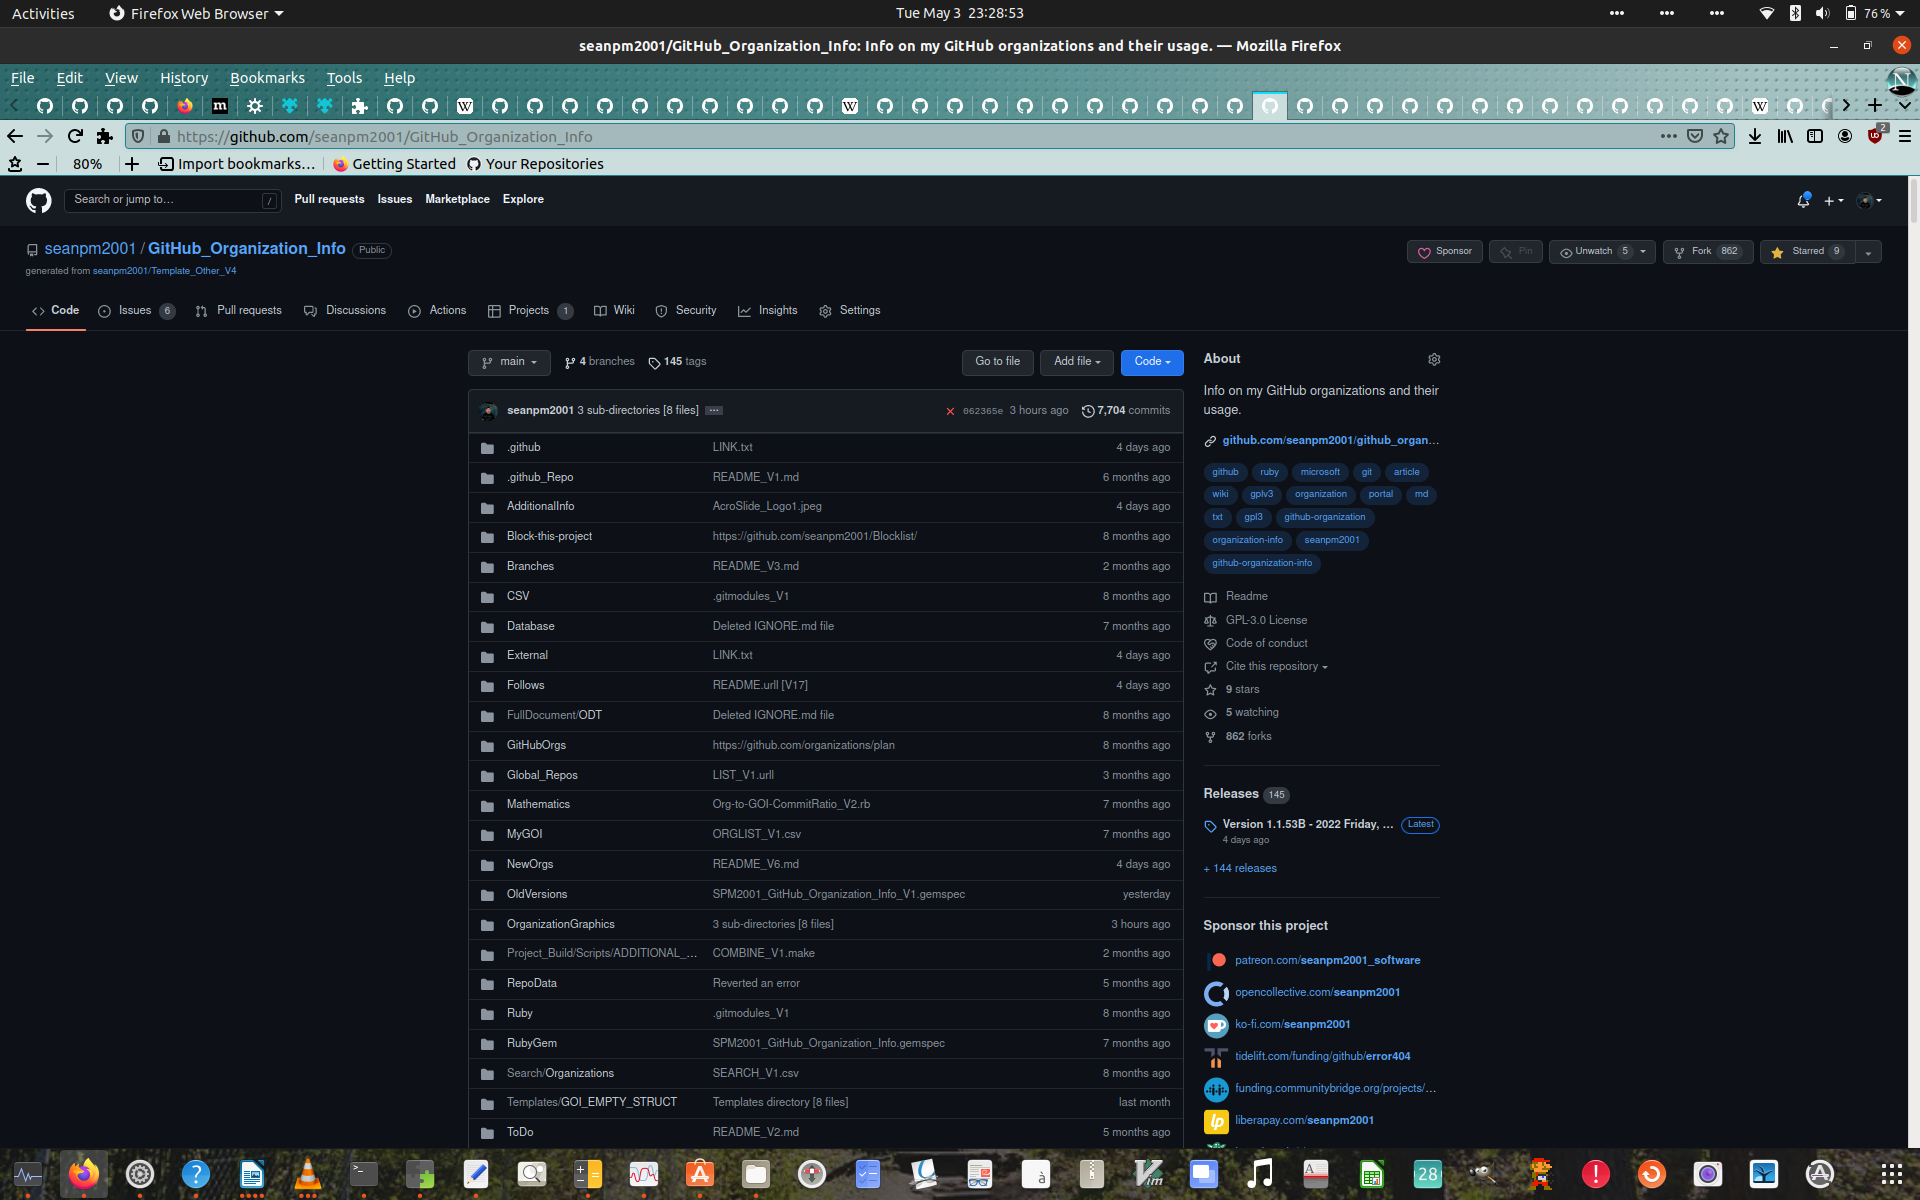 Activities Firefox Web Browser Tue May 3 23:28:53 76 %
seanpm2001/GitHub_Organization_Info: Info on my GitHub organizations and their usage. — Mozilla Firefox
File Edit View History Bookmarks Tools Help
https://github.com/seanpm2001/GitHub_Organization_Info 2
80% Import bookmarks… Getting Started Your Repositories
Search or jump to… / Pull requests Issues Marketplace Explore
seanpm2001 / GitHub_Organization_Info Public Sponsor Pin Unwatch 5 Fork 862 Starred 9
generated from seanpm2001/Template_Other_V4
Code Issues 6 Pull requests Discussions Actions Projects 1 Wiki Security Insights Settings
main 4 branches 145 tags Go to file Add file Code
seanpm2001 3 sub-directories [8 files] ... 062365e 3 hours ago 7,704 commits
.github LINK.txt 4 days ago
.github_Repo README_V1.md 6 months ago
AdditionalInfo AcroSlide_Logo1.jpeg 4 days ago
Block-this-project https://github.com/seanpm2001/Blocklist/ 8 months ago
Branches README_V3.md 2 months ago
CSV .gitmodules_V1 8 months ago
Database Deleted IGNORE.md file 7 months ago
External LINK.txt 4 days ago
Follows README.urll [V17] 4 days ago
FullDocument/ODT Deleted IGNORE.md file 8 months ago
GitHubOrgs https://github.com/organizations/plan 8 months ago
Global_Repos LIST_V1.urll 3 months ago
Mathematics Org-to-GOI-CommitRatio_V2.rb 7 months ago
MyGOI ORGLIST_V1.csv 7 months ago
NewOrgs README_V6.md 4 days ago
OldVersions SPM2001_GitHub_Organization_Info_V1.gemspec yesterday
OrganizationGraphics 3 sub-directories [8 files] 3 hours ago
Project_Build/Scripts/ADDITIONAL_… COMBINE_V1.make 2 months ago
RepoData Reverted an error 5 months ago
Ruby .gitmodules_V1 8 months ago
RubyGem SPM2001_GitHub_Organization_Info.gemspec 7 months ago
Search/Organizations SEARCH_V1.csv 8 months ago
Templates/GOI_EMPTY_STRUCT Templates directory [8 files] last month
ToDo README_V2.md 5 months ago
About
Info on my GitHub organizations and their
usage.
github.com/seanpm2001/github_organ…
github ruby microsoft git article
wiki gplv3 organization portal md
txt gpl3 github-organization
organization-info seanpm2001
github-organization-info
Readme
GPL-3.0 License
Code of conduct
Cite this repository
9 stars
5 watching
862 forks
Releases 145
Version 1.1.53B - 2022 Friday, … Latest
4 days ago
+ 144 releases
Sponsor this project
patreon.com/seanpm2001_software
opencollective.com/seanpm2001
ko-fi.com/seanpm2001
tidelift.com/funding/github/error404
funding.communitybridge.org/projects/…
liberapay.com/seanpm2001
28